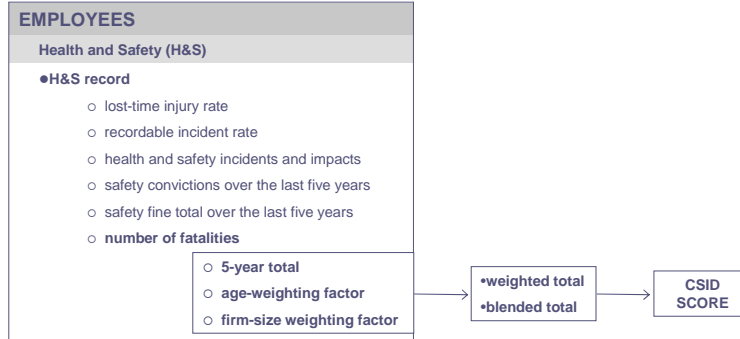 EMPLOYEES
Health and Safety (H&S)
●H&S record
○ lost-time injury rate
○ recordable incident rate
○ health and safety incidents and impacts
○ safety convictions over the last five years
○ safety fine total over the last five years
○ number of fatalities
○ 5-year total
○ age-weighting factor
○ firm-size weighting factor
•weighted total
•blended total
CSID
SCORE